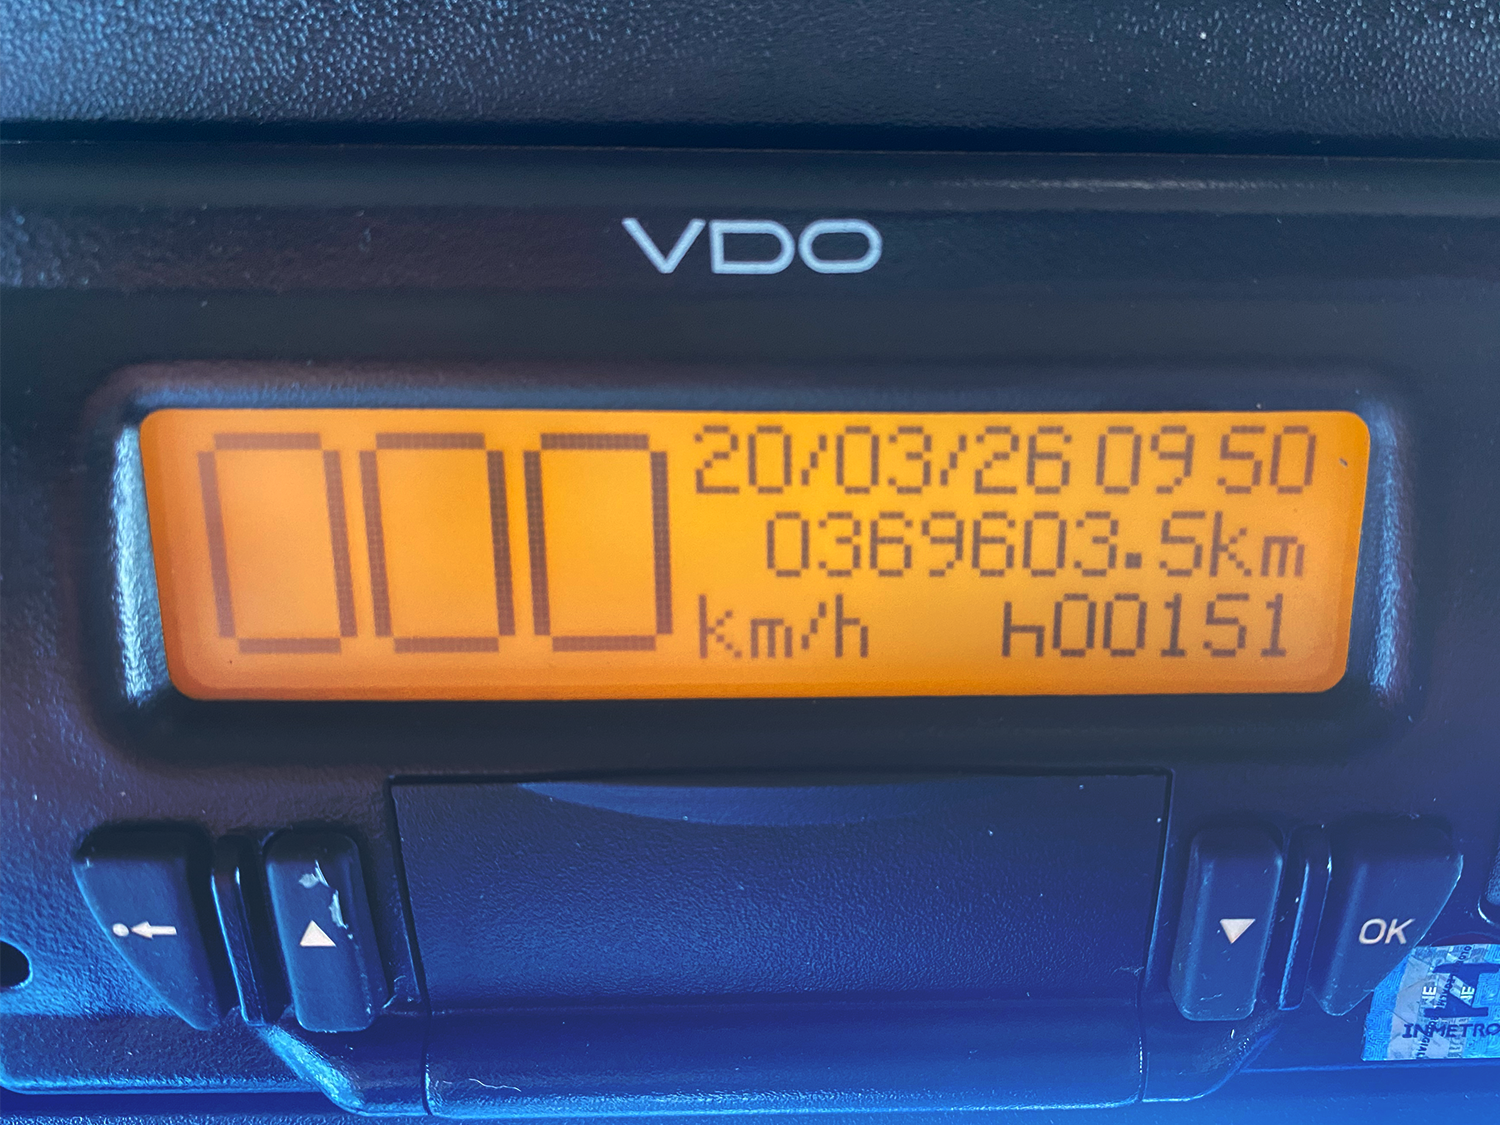 VDO
000
20/03/26 09 50
0369603.5km
km/h h00151
OK
INMETRO